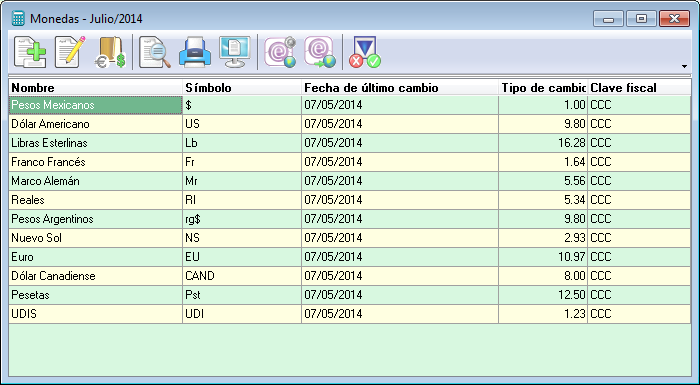 Monedas - Julio/2014
Nombre Símbolo Fecha de último cambio Tipo de cambio Clave fiscal
Pesos Mexicanos $ 07/05/2014 1.00 CCC
Dólar Americano US 07/05/2014 9.80 CCC
Libras Esterlinas Lb 07/05/2014 16.28 CCC
Franco Francés Fr 07/05/2014 1.64 CCC
Marco Alemán Mr 07/05/2014 5.56 CCC
Reales Rl 07/05/2014 5.34 CCC
Pesos Argentinos rg$ 07/05/2014 9.80 CCC
Nuevo Sol NS 07/05/2014 2.93 CCC
Euro EU 07/05/2014 10.97 CCC
Dólar Canadiense CAND 07/05/2014 8.00 CCC
Pesetas Pst 07/05/2014 12.50 CCC
UDIS UDI 07/05/2014 1.23 CCC